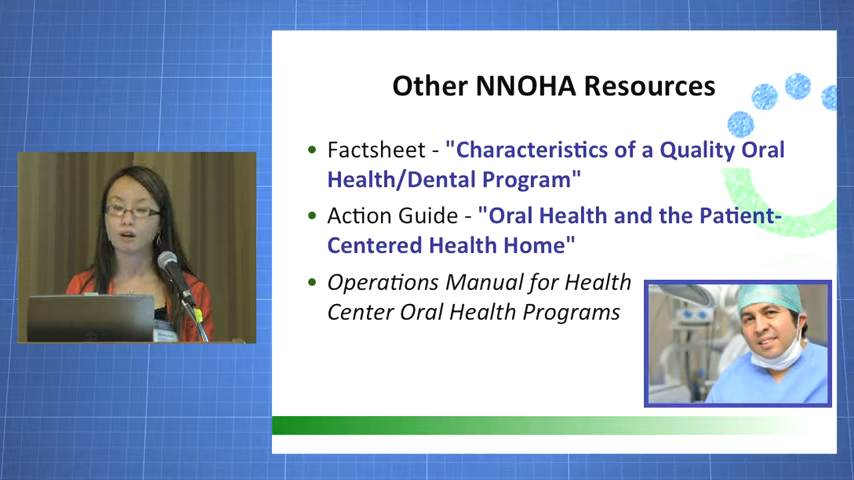 Other NNOHA Resources
• Factsheet - "Characteristics of a Quality Oral
Health/Dental Program"
• Action Guide - "Oral Health and the Patient-
Centered Health Home"
• Operations Manual for Health
Center Oral Health Programs